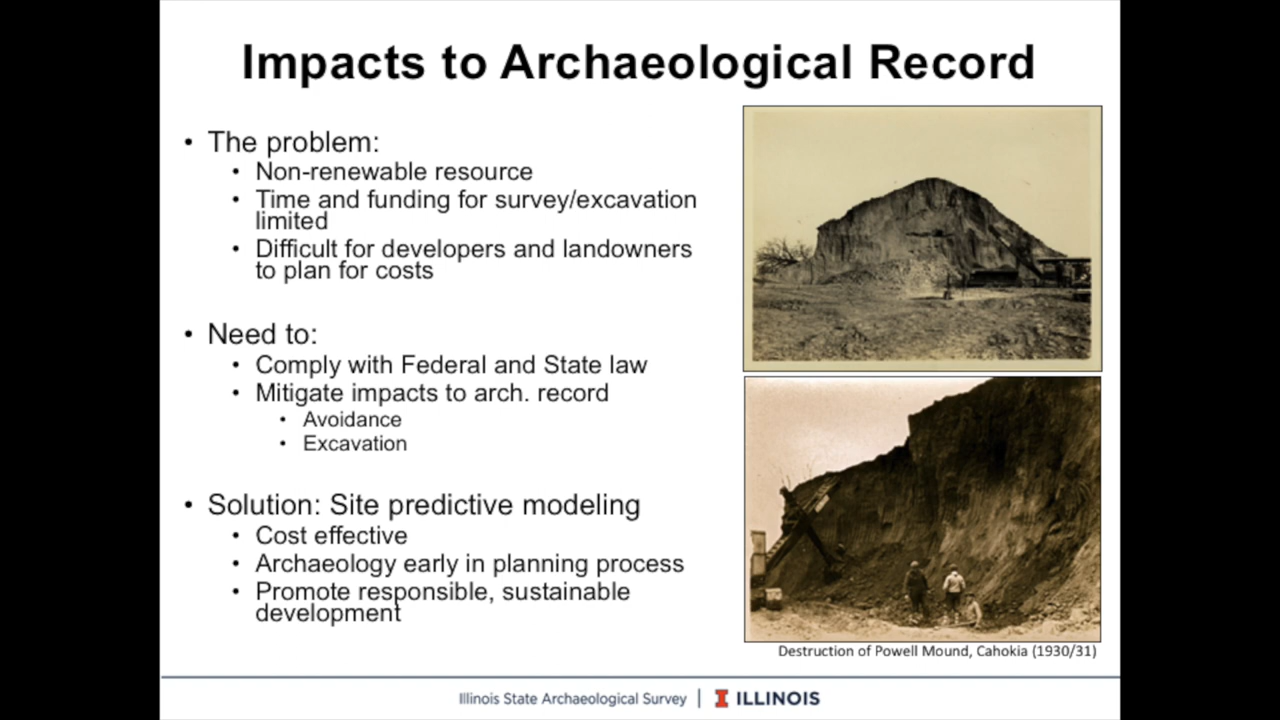 Impacts to Archaeological Record
• The problem:
• Non-renewable resource
• Time and funding for survey/excavation
limited
• Difficult for developers and landowners
to plan for costs
• Need to:
• Comply with Federal and State law
• Mitigate impacts to arch. record
• Avoidance
• Excavation
• Solution: Site predictive modeling
• Cost effective
• Archaeology early in planning process
• Promote responsible, sustainable
development
Destruction of Powell Mound, Cahokia (1930/31)
Illinois State Archaeological Survey | I ILLINOIS